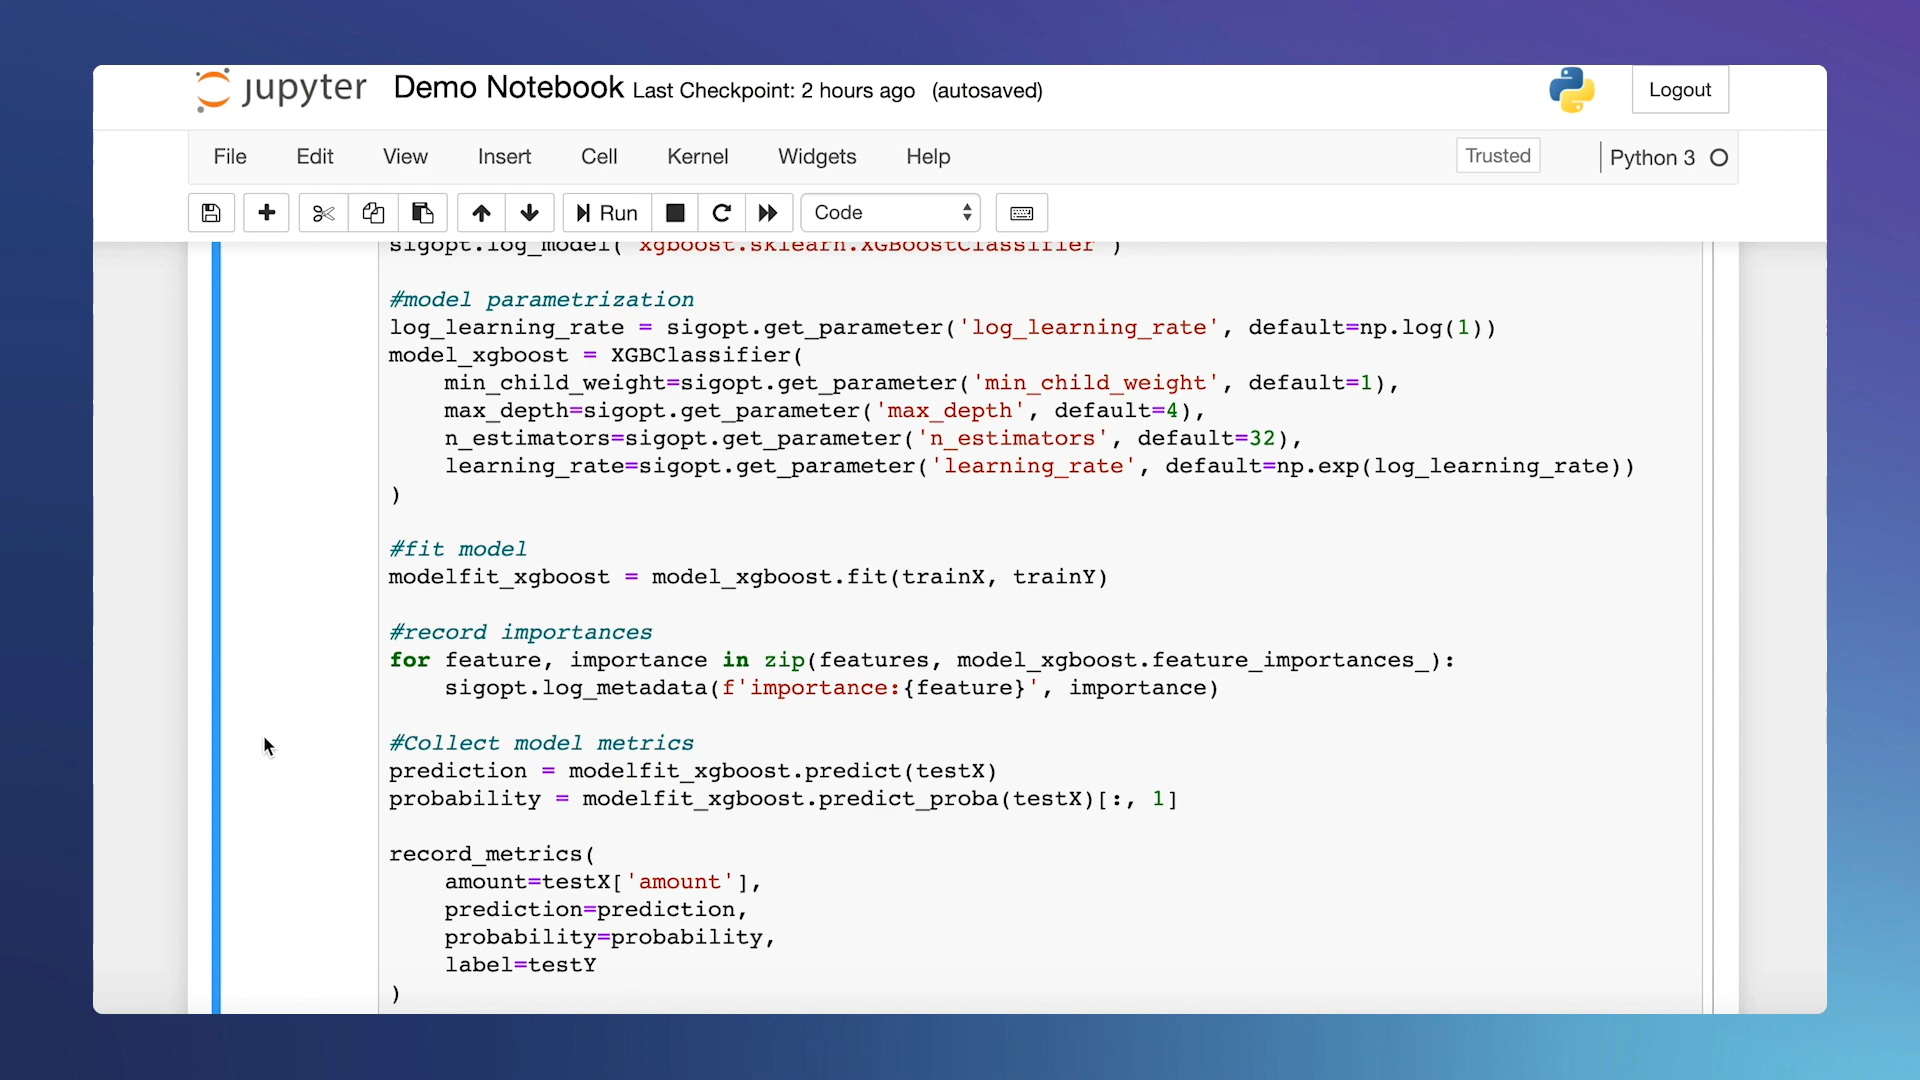 jupyter Demo Notebook Last Checkpoint: 2 hours ago (autosaved) Logout
File Edit View Insert Cell Kernel Widgets Help Trusted Python 3
Run Code
sigopt.log_model('xgboost.sklearn.XGBoostClassifier')
#model parametrization
log_learning_rate = sigopt.get_parameter('log_learning_rate', default=np.log(1))
model_xgboost = XGBClassifier(
    min_child_weight=sigopt.get_parameter('min_child_weight', default=1),
    max_depth=sigopt.get_parameter('max_depth', default=4),
    n_estimators=sigopt.get_parameter('n_estimators', default=32),
    learning_rate=sigopt.get_parameter('learning_rate', default=np.exp(log_learning_rate))
)
#fit model
modelfit_xgboost = model_xgboost.fit(trainX, trainY)
#record importances
for feature, importance in zip(features, model_xgboost.feature_importances_):
    sigopt.log_metadata(f'importance:{feature}', importance)
#Collect model metrics
prediction = modelfit_xgboost.predict(testX)
probability = modelfit_xgboost.predict_proba(testX)[:, 1]
record_metrics(
    amount=testX['amount'],
    prediction=prediction,
    probability=probability,
    label=testY
)